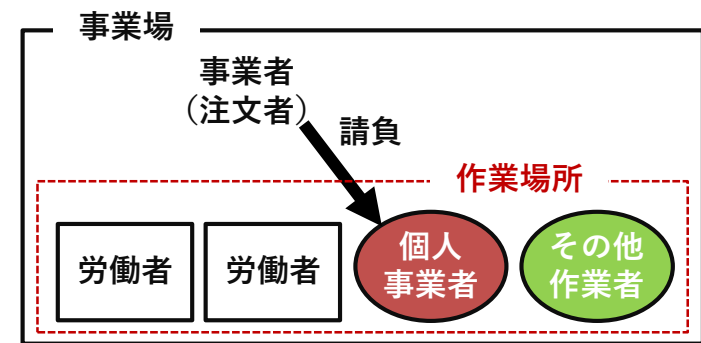 事業場
事業者
（注文者）
請負
作業場所
労働者
労働者
個人
事業者
その他
作業者